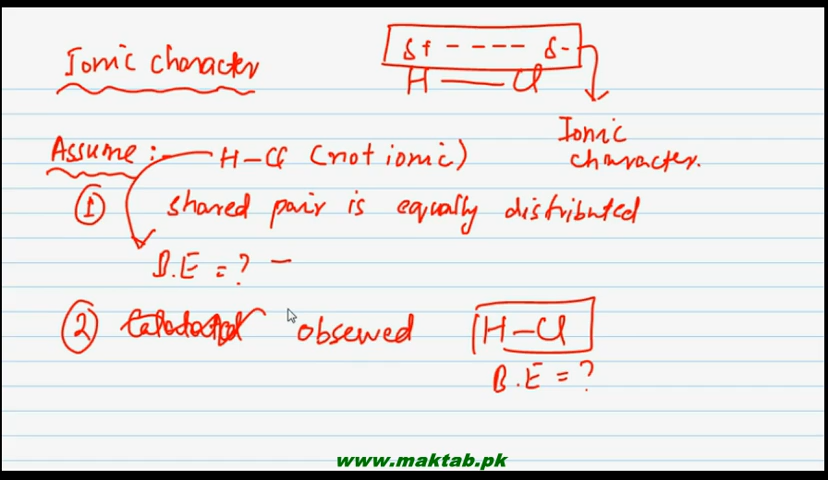 Ionic character
δ+ ---- δ-
H — Cl
Ionic
character.
Assume :- H-Cl (not ionic)
① shared pair is equally distributed
B.E = ? -
② observed H-Cl
B.E = ?
www.maktab.pk